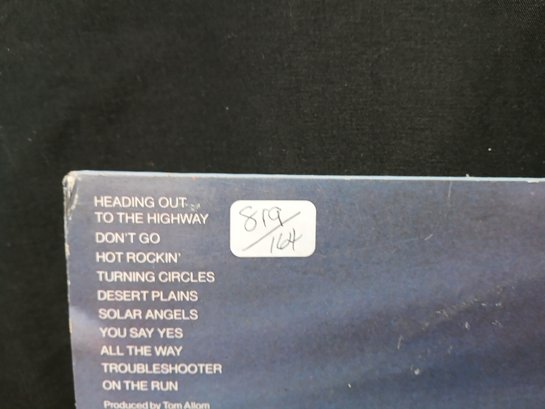 HEADING OUT
TO THE HIGHWAY
DON'T GO
HOT ROCKIN'
TURNING CIRCLES
DESERT PLAINS
SOLAR ANGELS
YOU SAY YES
ALL THE WAY
TROUBLESHOOTER
ON THE RUN
Produced by Tom Allom
819/164